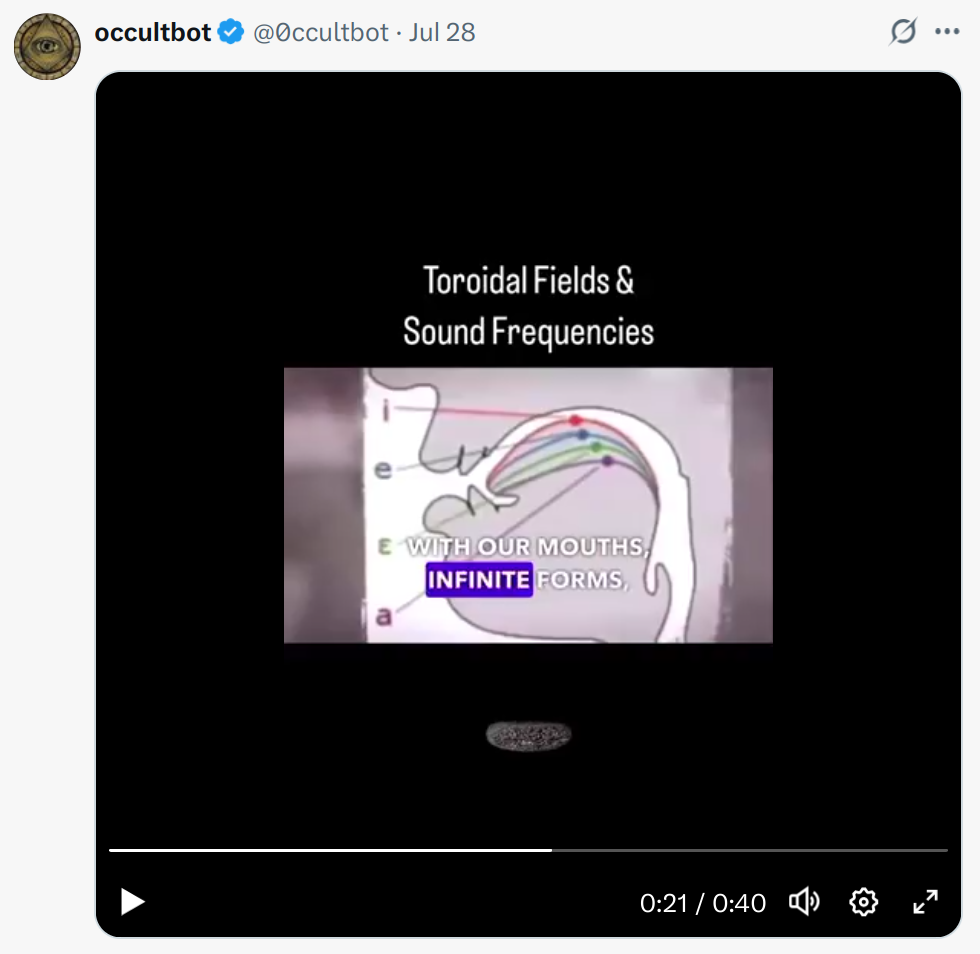 occultbot @0ccultbot · Jul 28
Toroidal Fields &
Sound Frequencies
i
e
ɛ
a
WITH OUR MOUTHS,
INFINITE FORMS,
0:21 / 0:40